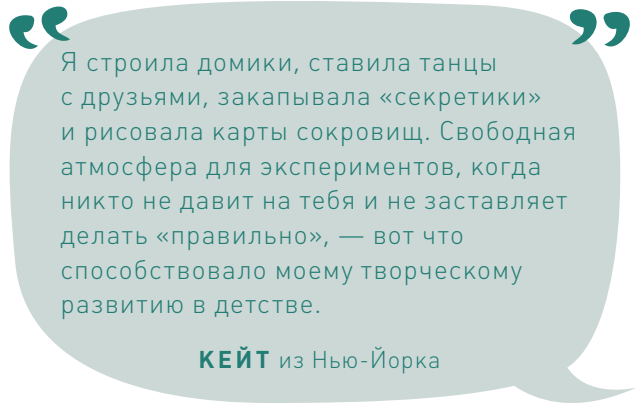 Я строила домики, ставила танцы
с друзьями, закапывала «секретики»
и рисовала карты сокровищ. Свободная
атмосфера для экспериментов, когда
никто не давит на тебя и не заставляет
делать «правильно», — вот что
способствовало моему творческому
развитию в детстве.
КЕЙТ из Нью-Йорка